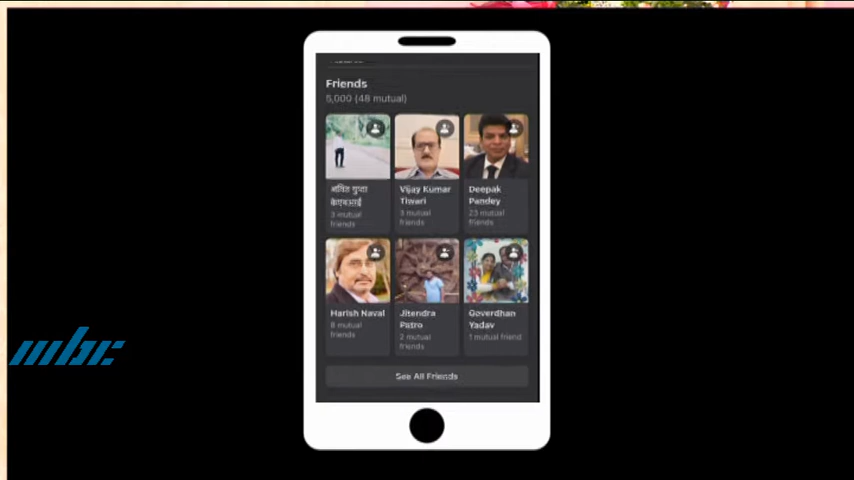 Friends
5,000 (48 mutual)
Vijay Kumar
Tiwari
3 mutual
friends
Deepak
Pandey
23 mutual
friends
गुप्ता
3 mutual
friends
Harish Naval
8 mutual
friends
Jitendra
Patro
2 mutual
friends
Goverdhan
Yadav
1 mutual friend
See All Friends
mbc